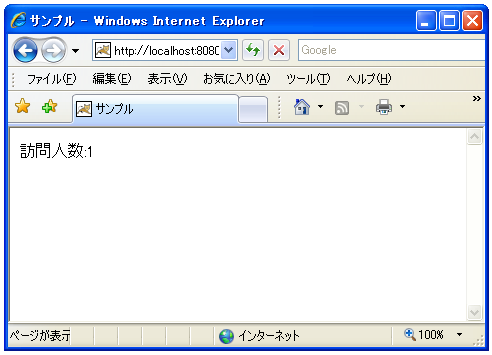 サンプル - Windows Internet Explorer
http://localhost:8080
Google
ファイル(F) 編集(E) 表示(V) お気に入り(A) ツール(T) ヘルプ(H)
»
サンプル
訪問人数:1
ページが表示
インターネット
100%